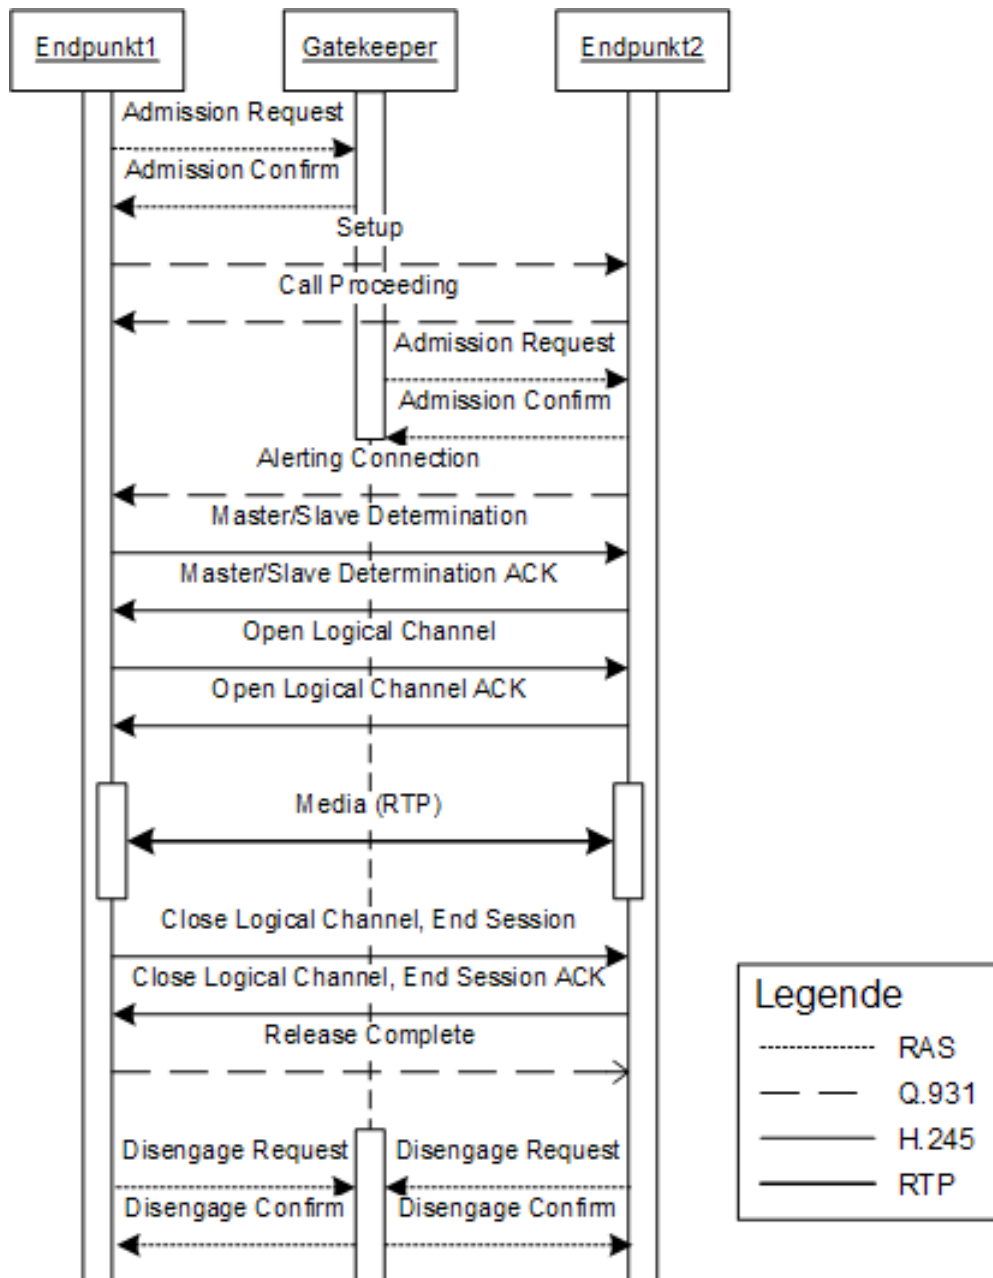 Endpunkt1
Gatekeeper
Endpunkt2
Admission Request
Admission Confirm
Setup
Call Proceeding
Admission Request
Admission Confirm
Alerting Connection
Master/Slave Determination
Master/Slave Determination ACK
Open Logical Channel
Open Logical Channel ACK
Media (RTP)
Close Logical Channel, End Session
Close Logical Channel, End Session ACK
Release Complete
Disengage Request
Disengage Request
Disengage Confirm
Disengage Confirm
Legende
RAS
Q.931
H.245
RTP